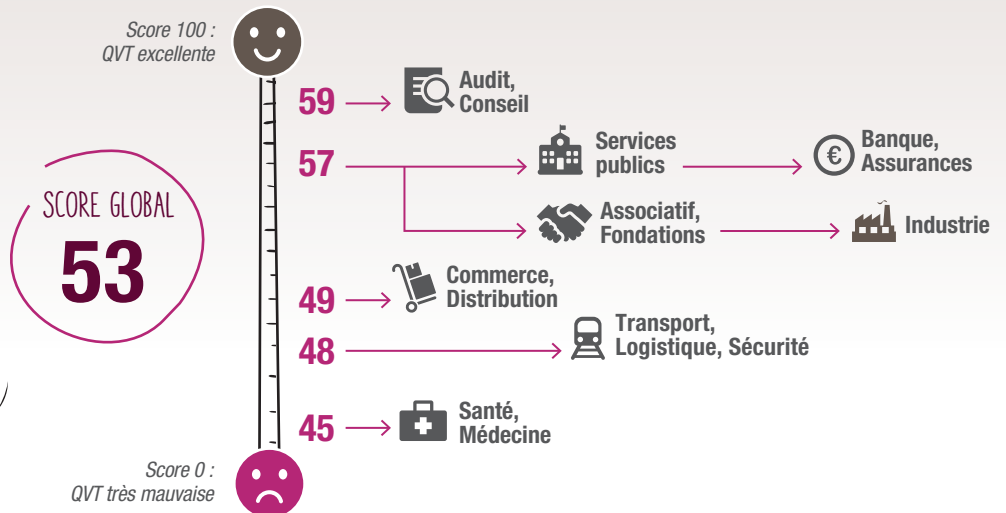 Score 100 :
QVT excellente
59
Audit,
Conseil
57
Services
publics
€
Banque,
Assurances
Associatif,
Fondations
Industrie
SCORE GLOBAL
53
49
Commerce,
Distribution
48
Transport,
Logistique, Sécurité
45
Santé,
Médecine
Score 0 :
QVT très mauvaise